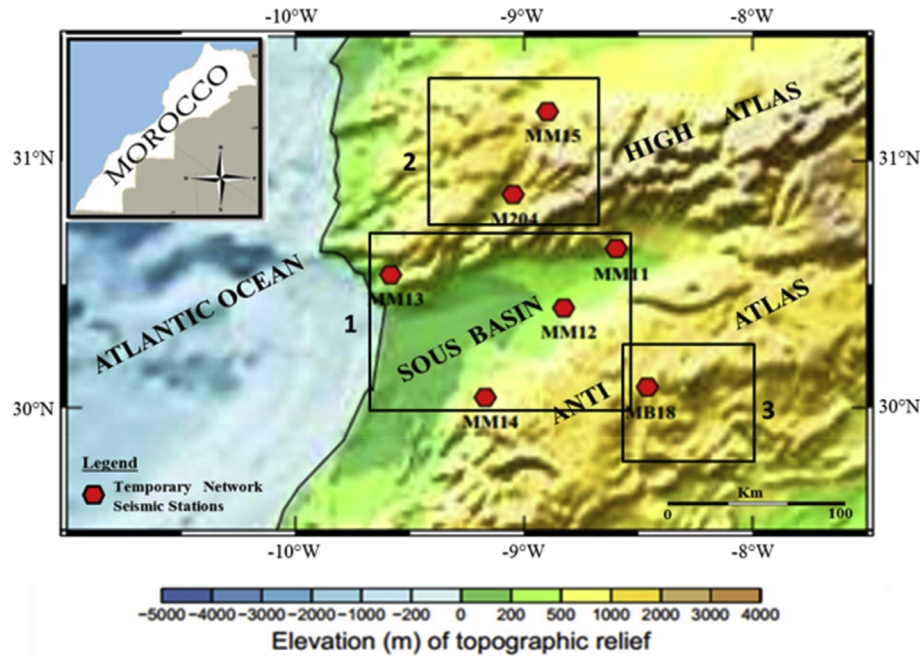 -10°W -9°W -8°W
MOROCCO
HIGH ATLAS
MM15
2
31°N 31°N
M204
MM11
ATLANTIC OCEAN
MM13
ATLAS
1
SOUS BASIN
MM12
ANTI
MB18
3
30°N 30°N
MM14
Legend
Temporary Network
Seismic Stations
Km
0 100
-10°W -9°W -8°W
-5000 -4000 -3000 -2000 -1000 -200 0 200 500 1000 2000 3000 4000
Elevation (m) of topographic relief